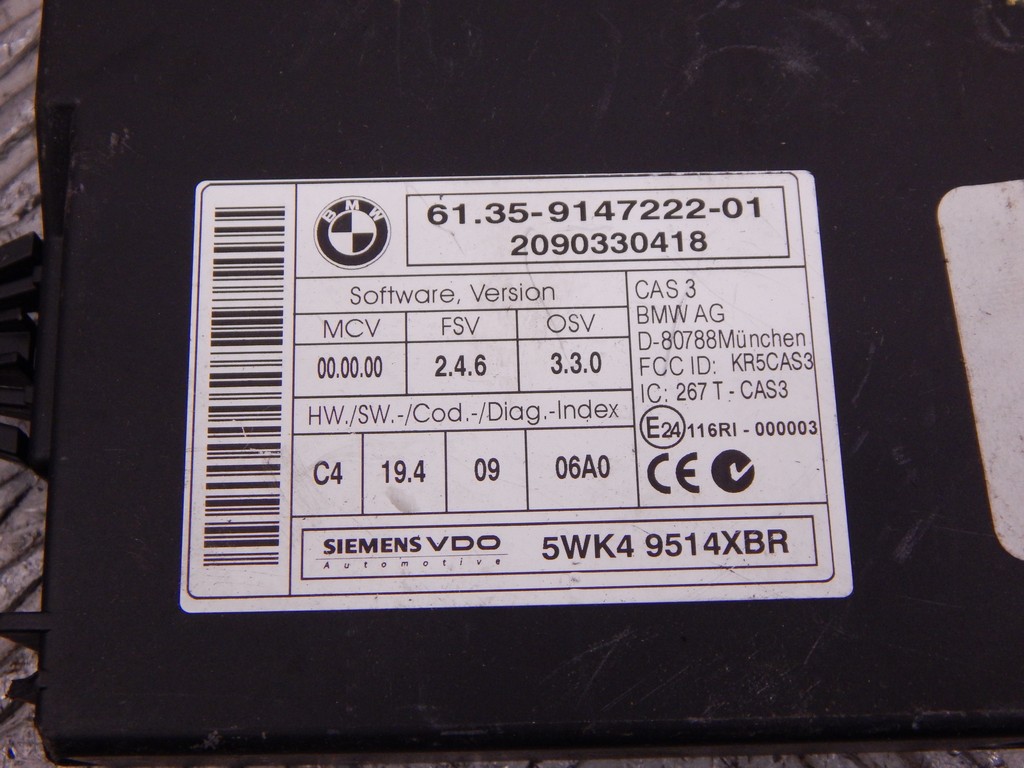 BMW
61.35-9147222-01
2090330418
Software, Version
MCV FSV OSV
00.00.00 2.4.6 3.3.0
HW./SW.-/Cod.-/Diag.-Index
C4 19.4 09 06A0
CAS 3
BMW AG
D-80788München
FCC ID: KR5CAS3
IC: 267 T - CAS3
E24 116RI - 000003
CE
SIEMENS VDO
Automotive
5WK4 9514XBR